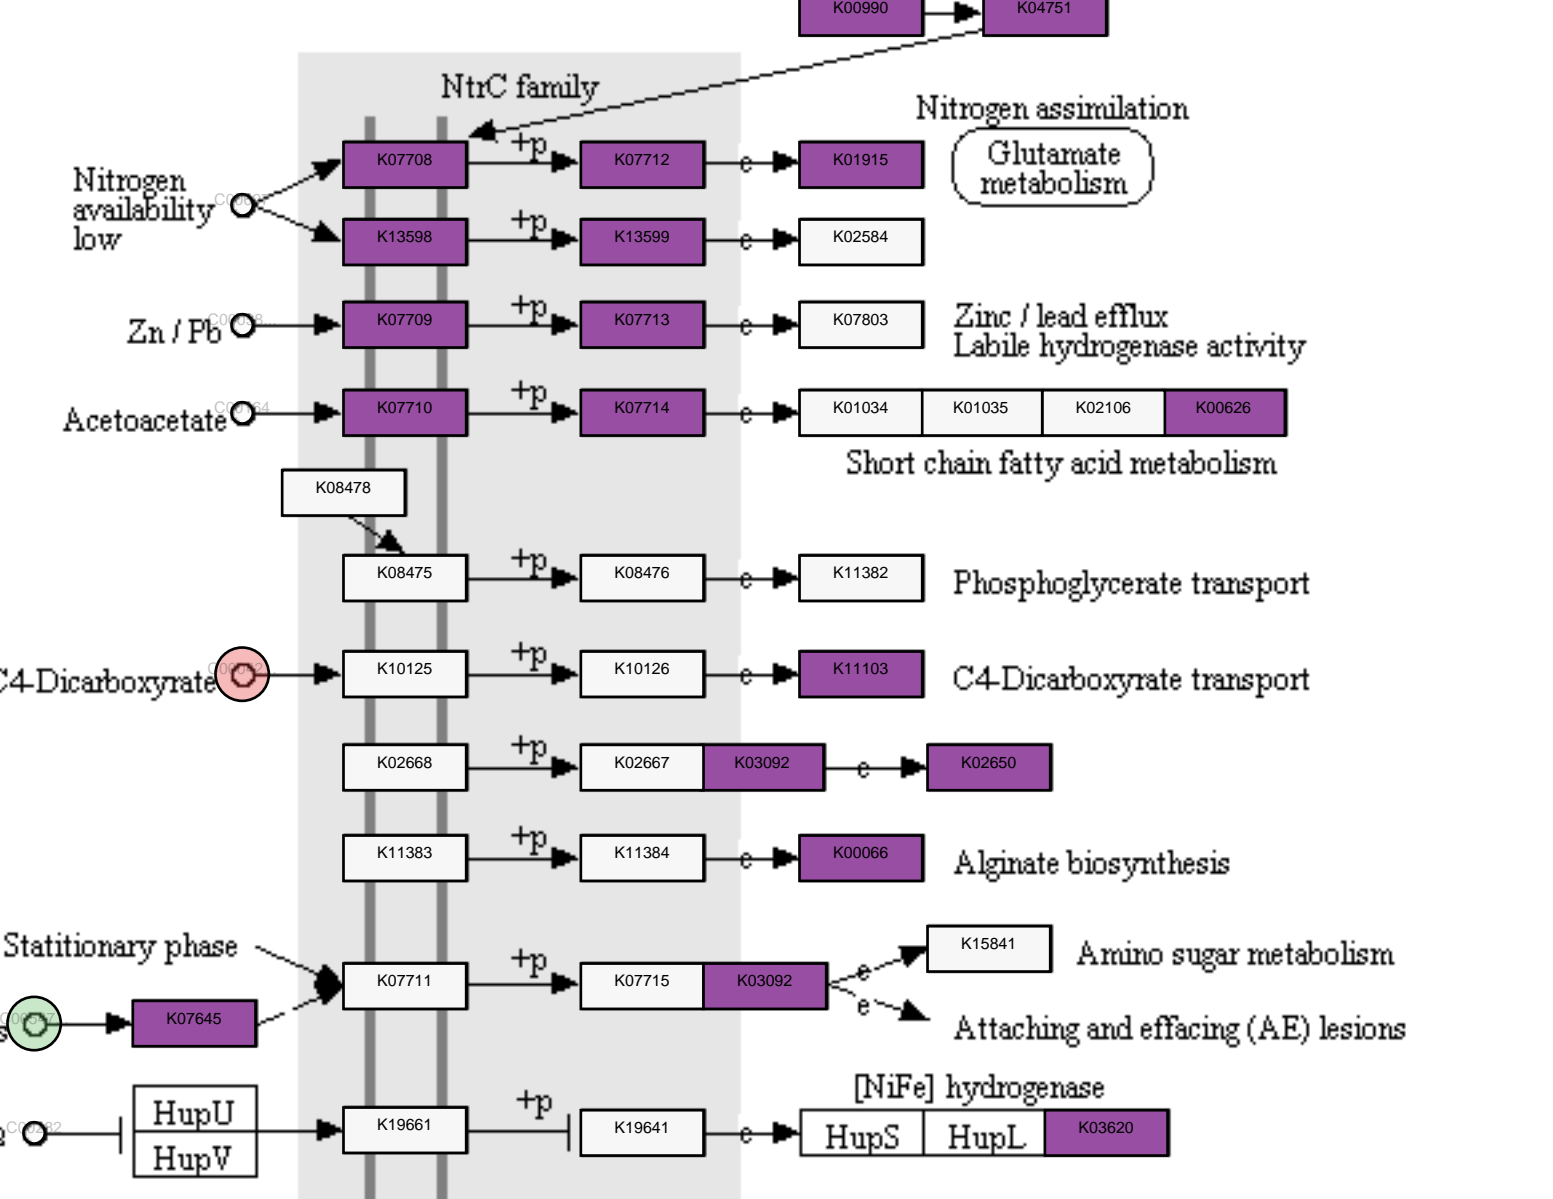 K00990 K04751
NtrC family
Nitrogen assimilation
+p
K07708 K07712 e K01915 Glutamate
metabolism
Nitrogen
availability
low
+p
K13598 K13599 e K02584
+p
K07709 K07713 e K07803 Zinc / lead efflux
Zn / Pb
Labile hydrogenase activity
+p
K07710 K07714 e K01034 K01035 K02106 K00626
Acetoacetate
Short chain fatty acid metabolism
K08478
+p
K08475 K08476 e K11382 Phosphoglycerate transport
+p
C4-Dicarboxyrate K10125 K10126 e K11103 C4-Dicarboxyrate transport
+p
K02668 K02667 K03092 e K02650
+p
K11383 K11384 e K00066 Alginate biosynthesis
Statitionary phase
K15841 Amino sugar metabolism
+p
K07711 K07715 K03092 e
e
K07645 Attaching and effacing (AE) lesions
[NiFe] hydrogenase
+p
HupU K19661 K19641 e HupS HupL K03620
HupV